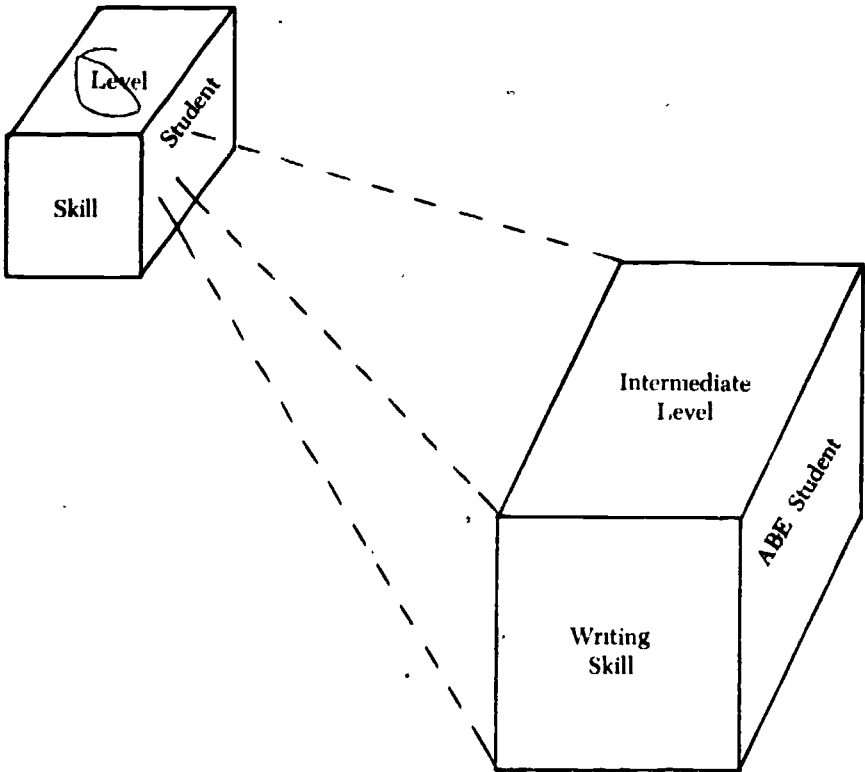 Level
Student
Skill
Intermediate
Level
ABE Student
Writing
Skill